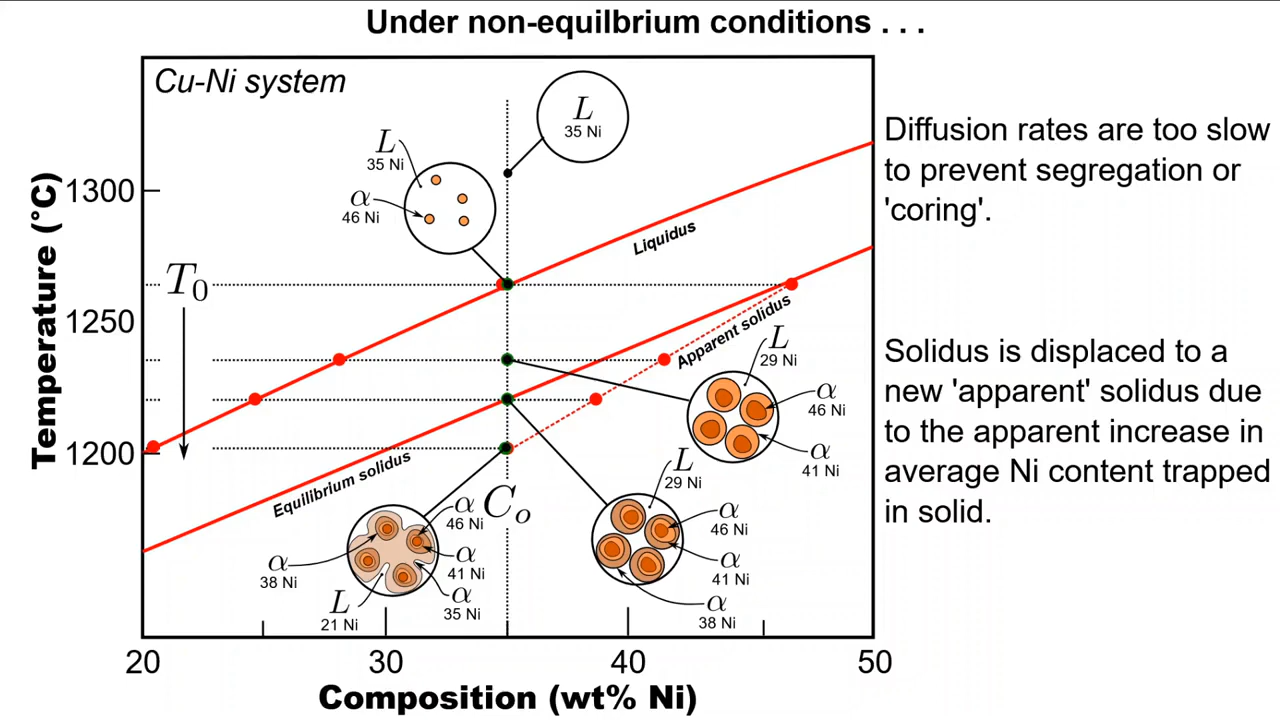 Under non-equilbrium conditions . . .
Cu-Ni system
L
35 Ni
L
35 Ni
α
46 Ni
Liquidus
Diffusion rates are too slow
to prevent segregation or
'coring'.
Temperature (°C)
1300
1250
1200
T0
Apparent solidus
L
29 Ni
α
46 Ni
α
41 Ni
Solidus is displaced to a
new 'apparent' solidus due
to the apparent increase in
average Ni content trapped
in solid.
Equilibrium solidus
Co
L
29 Ni
α
46 Ni
α
41 Ni
α
38 Ni
α
46 Ni
α
41 Ni
α
35 Ni
α
38 Ni
L
21 Ni
20
30
40
50
Composition (wt% Ni)